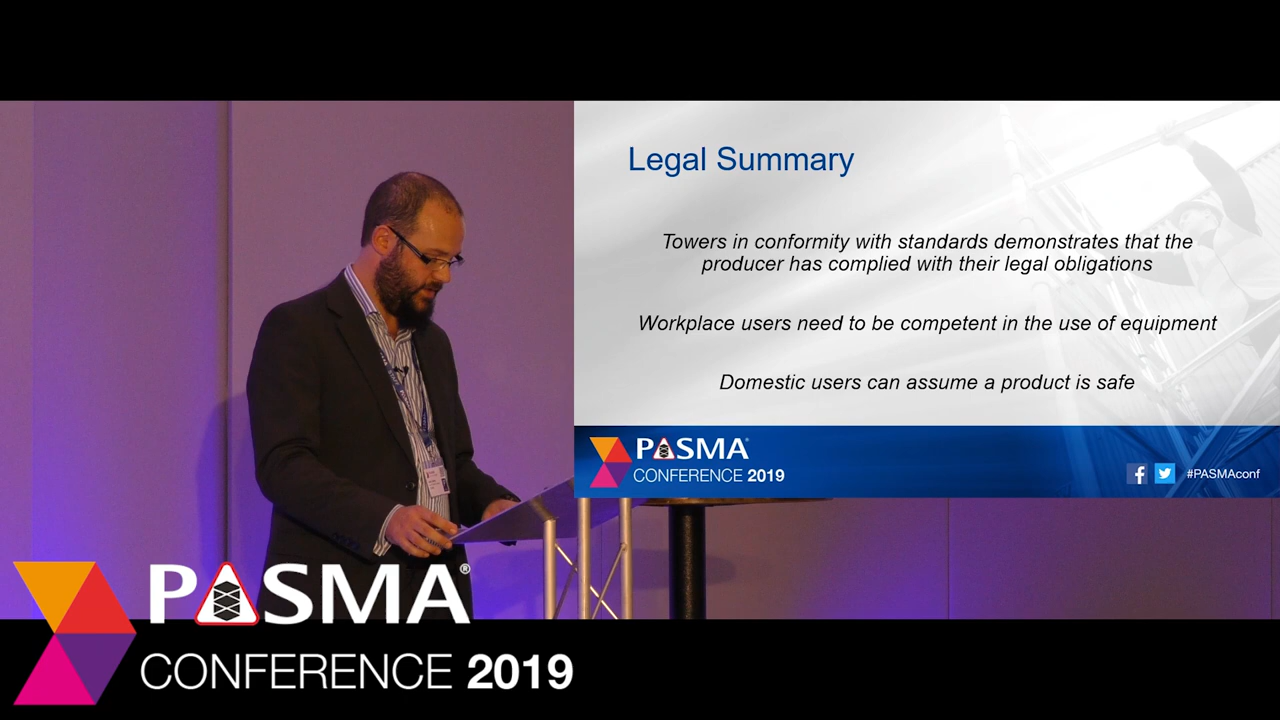 Legal Summary
Towers in conformity with standards demonstrates that the
producer has complied with their legal obligations
Workplace users need to be competent in the use of equipment
Domestic users can assume a product is safe
PASMA®
CONFERENCE 2019
#PASMAconf
PASMA®
CONFERENCE 2019